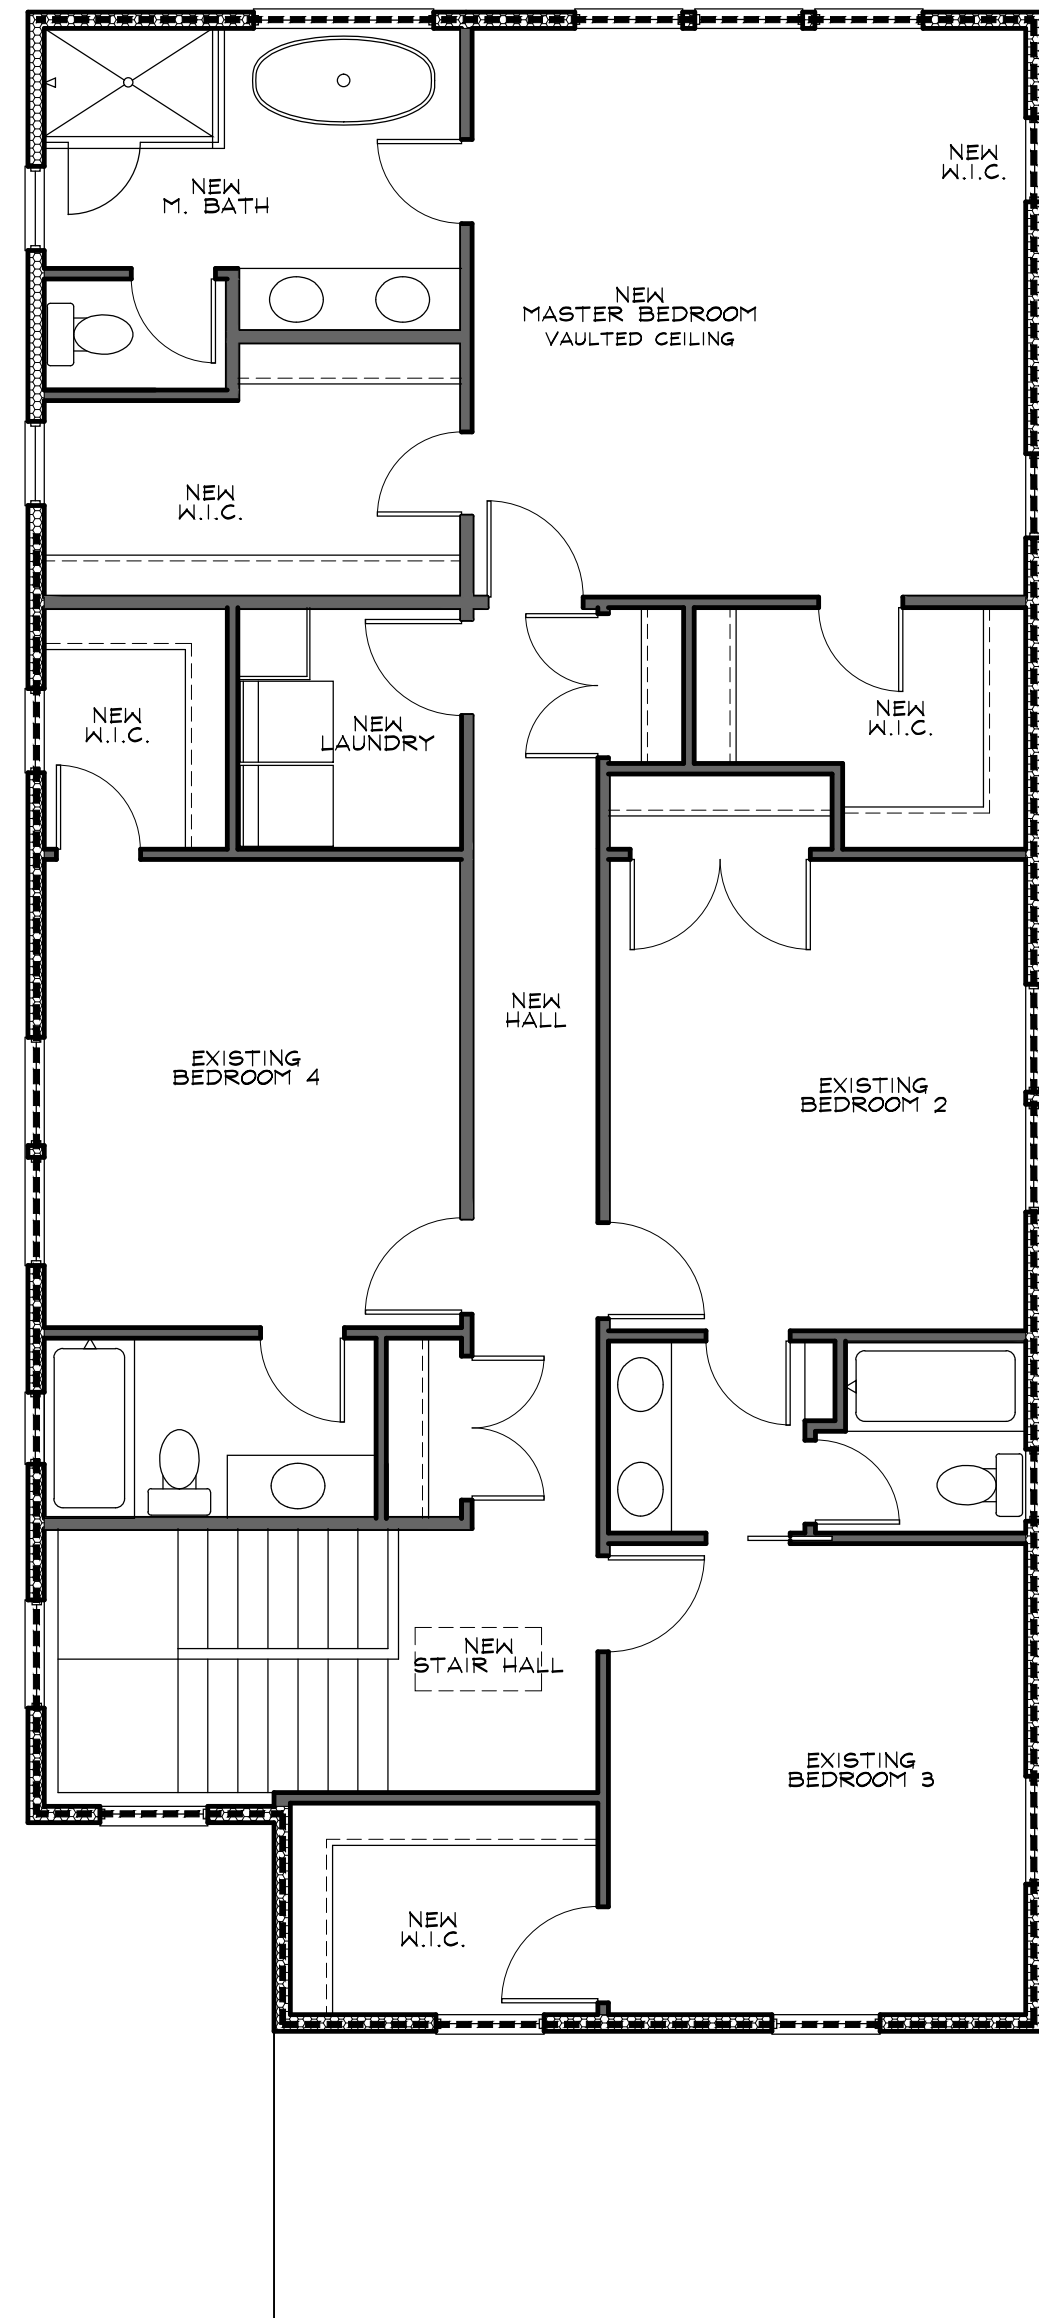 NEW
W.I.C.
NEW
M. BATH
NEW
MASTER BEDROOM
VAULTED CEILING
NEW
W.I.C.
NEW
W.I.C.
NEW
LAUNDRY
NEW
W.I.C.
NEW
HALL
EXISTING
BEDROOM 4
EXISTING
BEDROOM 2
NEW
STAIR HALL
EXISTING
BEDROOM 3
NEW
W.I.C.